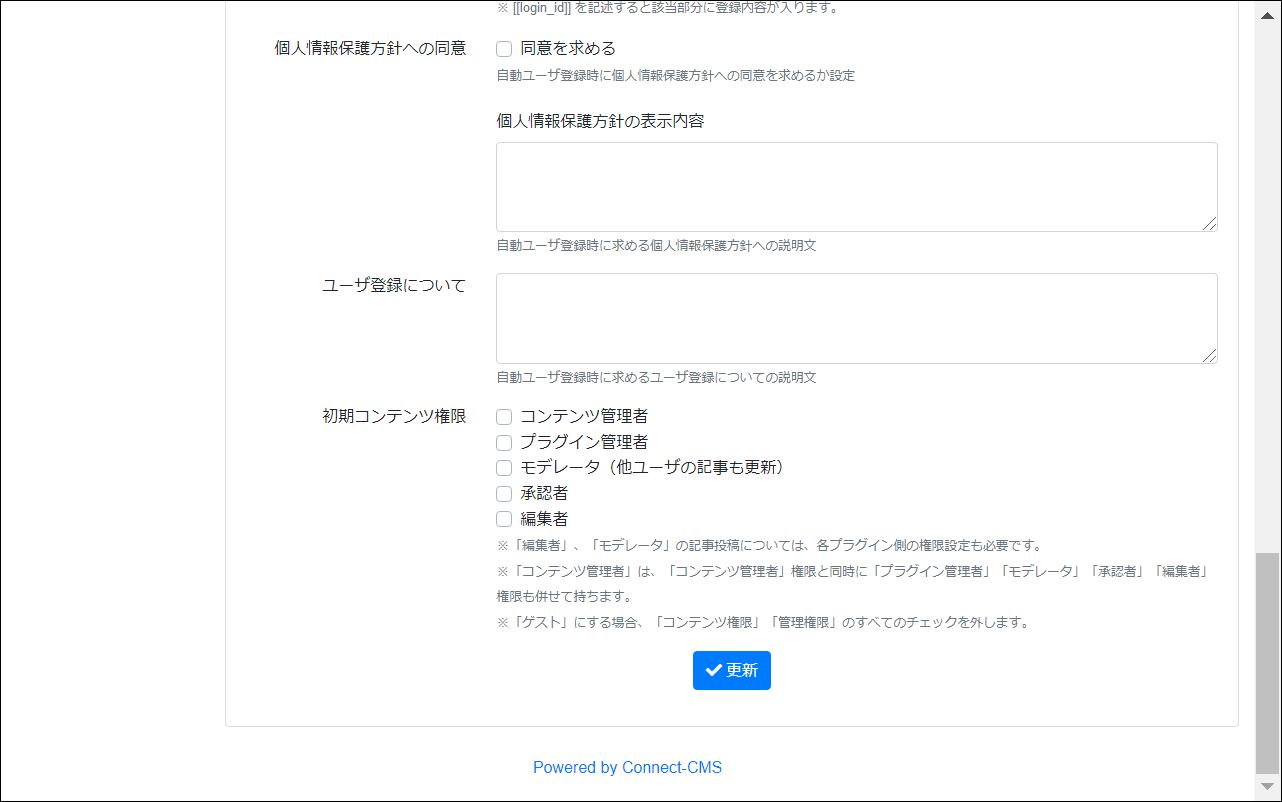 ※ [[login_id]] を記述すると該当部分に登録内容が入ります。
個人情報保護方針への同意
同意を求める
自動ユーザ登録時に個人情報保護方針への同意を求めるか設定
個人情報保護方針の表示内容
自動ユーザ登録時に求める個人情報保護方針への説明文
ユーザ登録について
自動ユーザ登録時に求めるユーザ登録についての説明文
初期コンテンツ権限
コンテンツ管理者
プラグイン管理者
モデレータ（他ユーザの記事も更新）
承認者
編集者
※「編集者」、「モデレータ」の記事投稿については、各プラグイン側の権限設定も必要です。
※「コンテンツ管理者」は、「コンテンツ管理者」権限と同時に「プラグイン管理者」「モデレータ」「承認者」「編集者」
権限も併せて持ちます。
※「ゲスト」にする場合、「コンテンツ権限」「管理権限」のすべてのチェックを外します。
更新
Powered by Connect-CMS